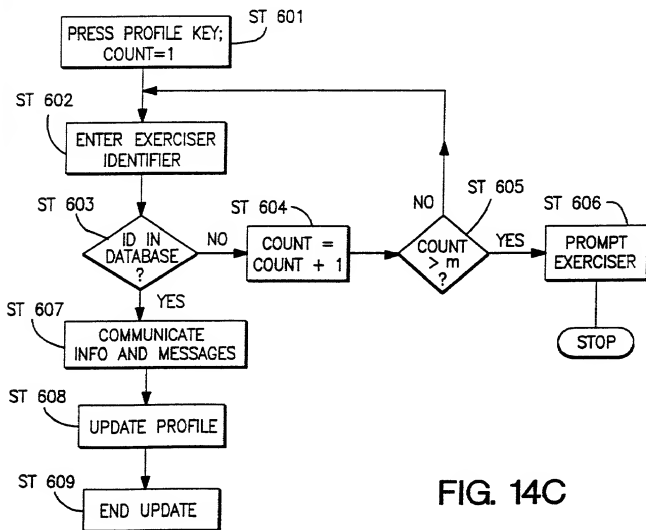 ST 601
PRESS PROFILE KEY;
COUNT=1
ST 602
ENTER EXERCISER
IDENTIFIER
ST 603
ID IN
DATABASE
?
NO
YES
ST 604
COUNT =
COUNT + 1
ST 605
COUNT
> m
?
NO
YES
ST 606
PROMPT
EXERCISER
STOP
ST 607
COMMUNICATE
INFO AND MESSAGES
ST 608
UPDATE PROFILE
ST 609
END UPDATE
FIG. 14C